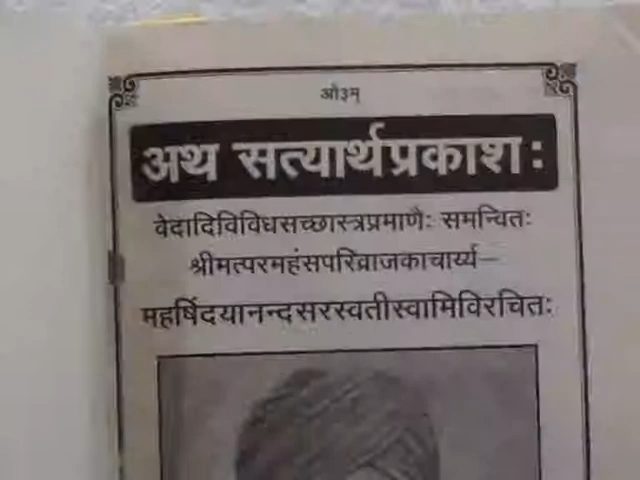 ओ३म्
अथ सत्यार्थप्रकाशः
वेदादिविविधसच्छास्त्रप्रमाणैः समन्वितः
श्रीमत्परमहंसपरिव्राजकाचार्य्य–
महर्षिदयानन्दसरस्वतीस्वामिविरचितः